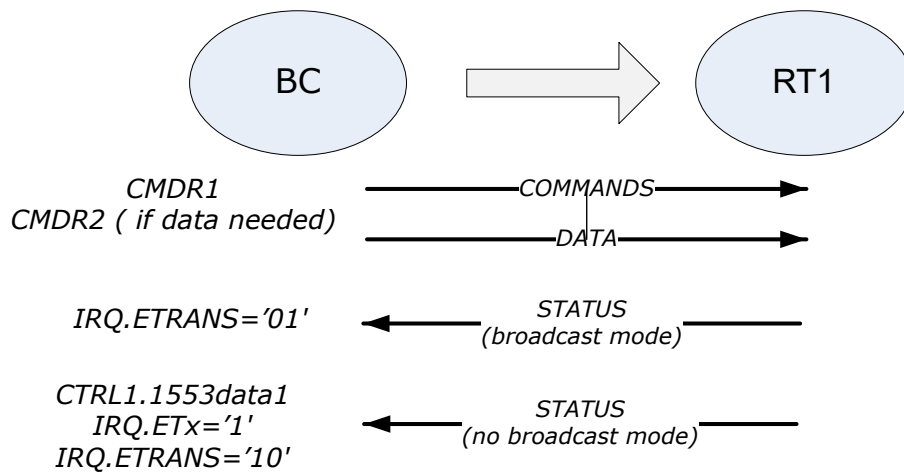 BC
RT1
CMDR1
COMMANDS
CMDR2 ( if data needed)
DATA
IRQ.ETRANS=’01'
STATUS
(broadcast mode)
CTRL1.1553data1
IRQ.ETx=’1'
IRQ.ETRANS=’10'
STATUS
(no broadcast mode)